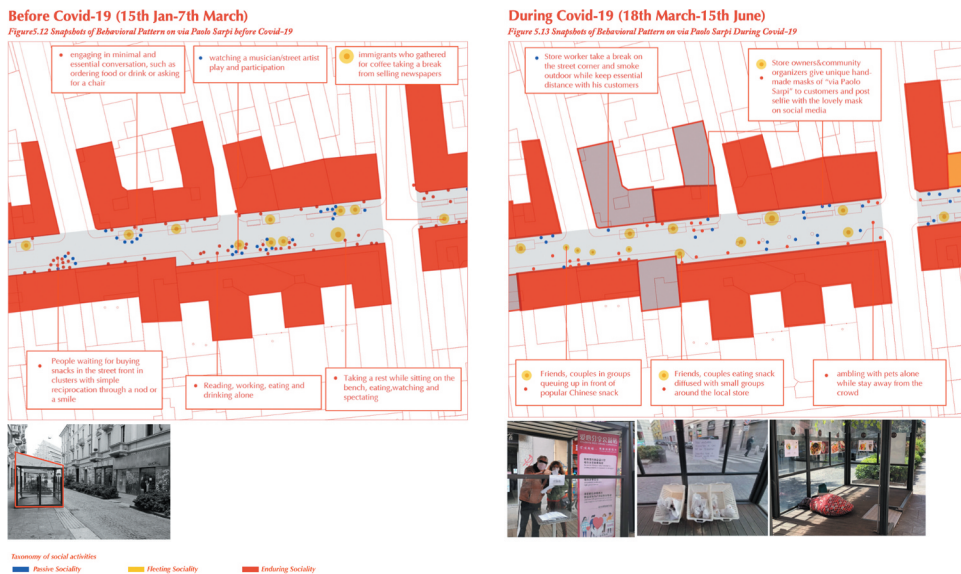 Before Covid-19 (15th Jan-7th March)
Figure5.12 Snapshots of Behavioral Pattern on via Paolo Sarpi before Covid-19
engaging in minimal and
essential conversation, such as
ordering food or drink or asking
for a chair
watching a musician/street artist
play and participation
immigrants who gathered
for coffee taking a break
from selling newspapers
People waiting for buying
snacks in the street front in
clusters with simple
reciprocation through a nod or
a smile
Reading, working, eating and
drinking alone
Taking a rest while sitting on the
bench, eating,watching and
spectating
During Covid-19 (18th March-15th June)
Figure 5.13 Snapshots of Behavioral Pattern on via Paolo Sarpi During Covid-19
Store worker take a break on
the street corner and smoke
outdoor while keep essential
distance with his customers
Store owners&community
organizers give unique hand-
made masks of "via Paolo
Sarpi" to customers and post
selfie with the lovely mask
on social media
Friends, couples in groups
queuing up in front of
popular Chinese snack
Friends, couples eating snack
diffused with small groups
around the local store
ambling with pets alone
while stay away from the
crowd
Taxonomy of social activities
Passive Sociality
Fleeting Sociality
Enduring Sociality